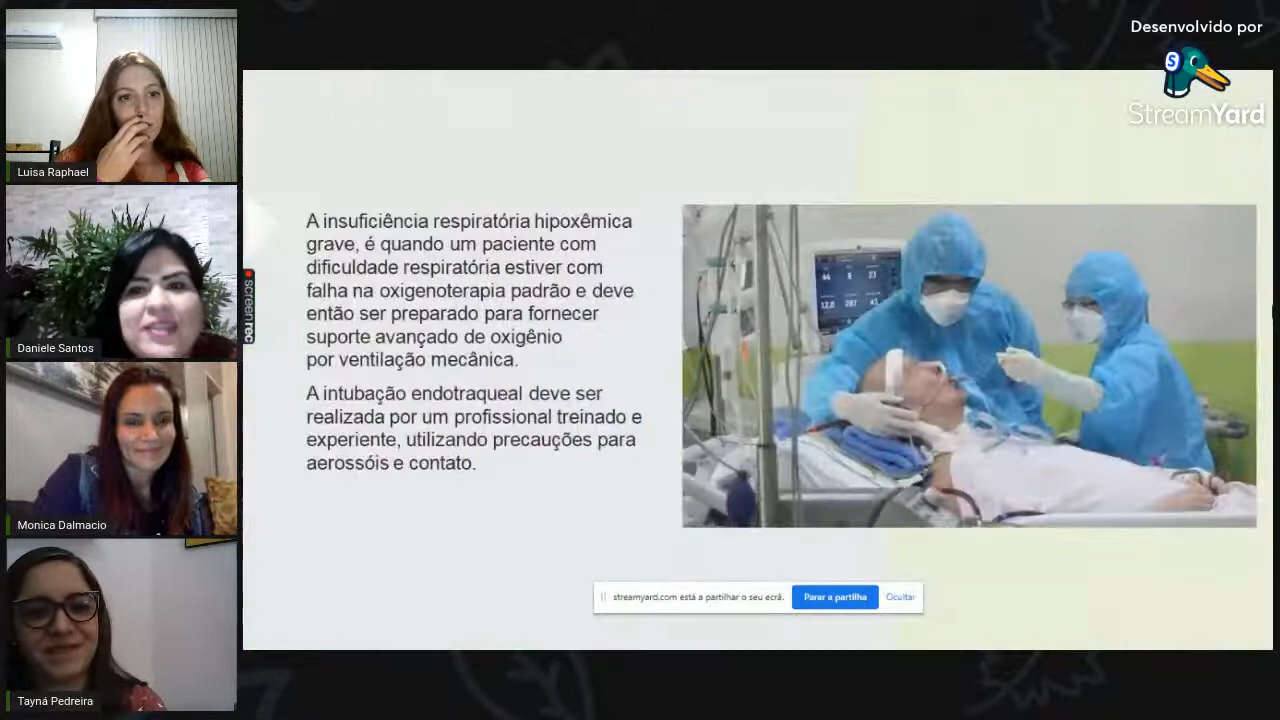 Desenvolvido por
S
StreamYard
Luisa Raphael
Daniele Santos
Monica Dalmacio
Tayná Pedreira
screenrec
A insuficiência respiratória hipoxêmica
grave, é quando um paciente com
dificuldade respiratória estiver com
falha na oxigenoterapia padrão e deve
então ser preparado para fornecer
suporte avançado de oxigênio
por ventilação mecânica.
A intubação endotraqueal deve ser
realizada por um profissional treinado e
experiente, utilizando precauções para
aerossóis e contato.
streamyard.com está a partilhar o seu ecrã.
Parar a partilha
Ocultar